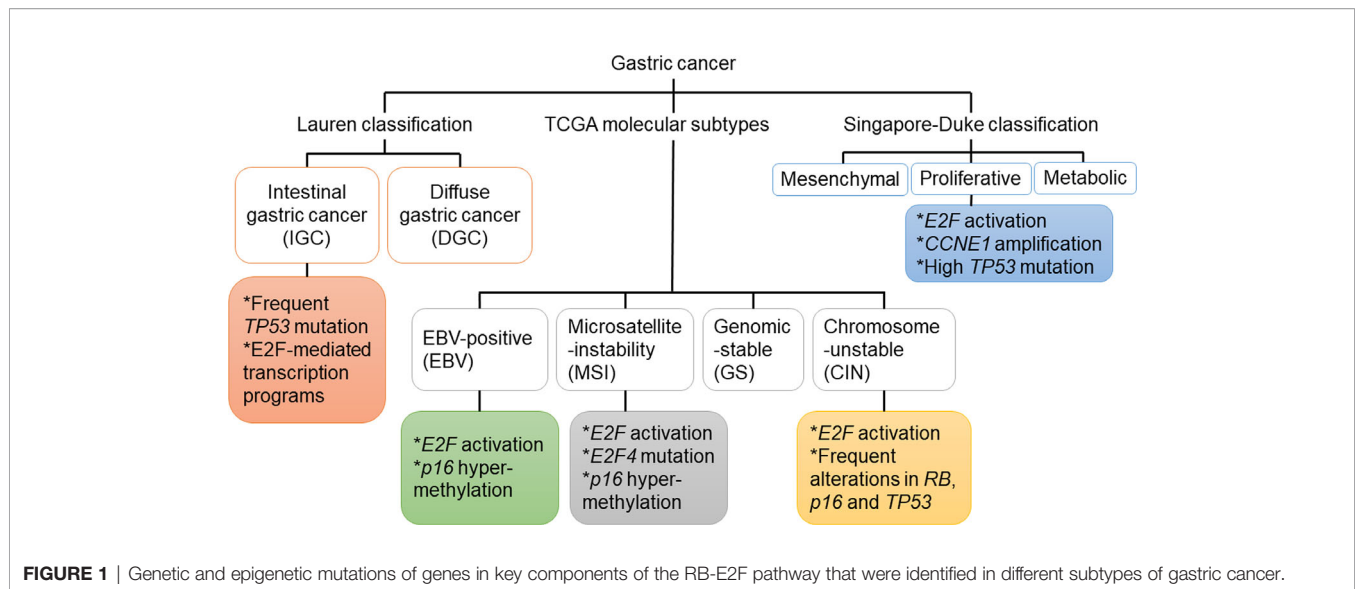 Gastric cancer
Lauren classification
TCGA molecular subtypes
Singapore-Duke classification
Intestinal
gastric cancer
(IGC)
Diffuse
gastric cancer
(DGC)
Mesenchymal
Proliferative
Metabolic
*E2F activation
*CCNE1 amplification
*High TP53 mutation
*Frequent
TP53 mutation
*E2F-mediated
transcription
programs
EBV-positive
(EBV)
Microsatellite
-instability
(MSI)
Genomic
-stable
(GS)
Chromosome
-unstable
(CIN)
*E2F activation
*p16 hyper-
methylation
*E2F activation
*E2F4 mutation
*p16 hyper-
methylation
*E2F activation
*Frequent
alterations in RB,
p16 and TP53
FIGURE 1 | Genetic and epigenetic mutations of genes in key components of the RB-E2F pathway that were identified in different subtypes of gastric cancer.